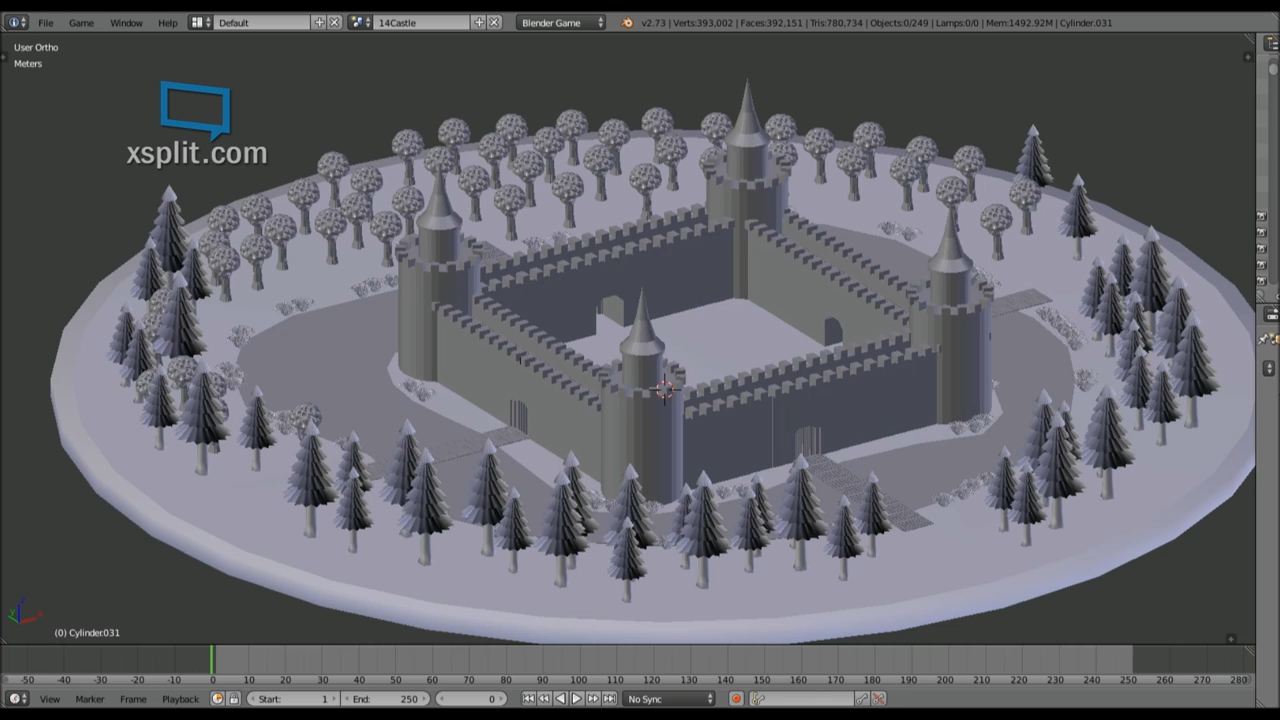 File Game Window Help Default 14Castle Blender Game v2.73 | Verts:393,002 | Faces:392,151 | Tris:780,734 | Objects:0/249 | Lamps:0/0 | Mem:1492.92M | Cylinder.031
User Ortho
Meters
xsplit.com
(0) Cylinder.031
-50 -40 -30 -20 -10 0 10 20 30 40 50 60 70 80 90 100 110 120 130 140 150 160 170 180 190 200 210 220 230 240 250 260 270 280
View Marker Frame Playback Start: 1 End: 250 0 No Sync